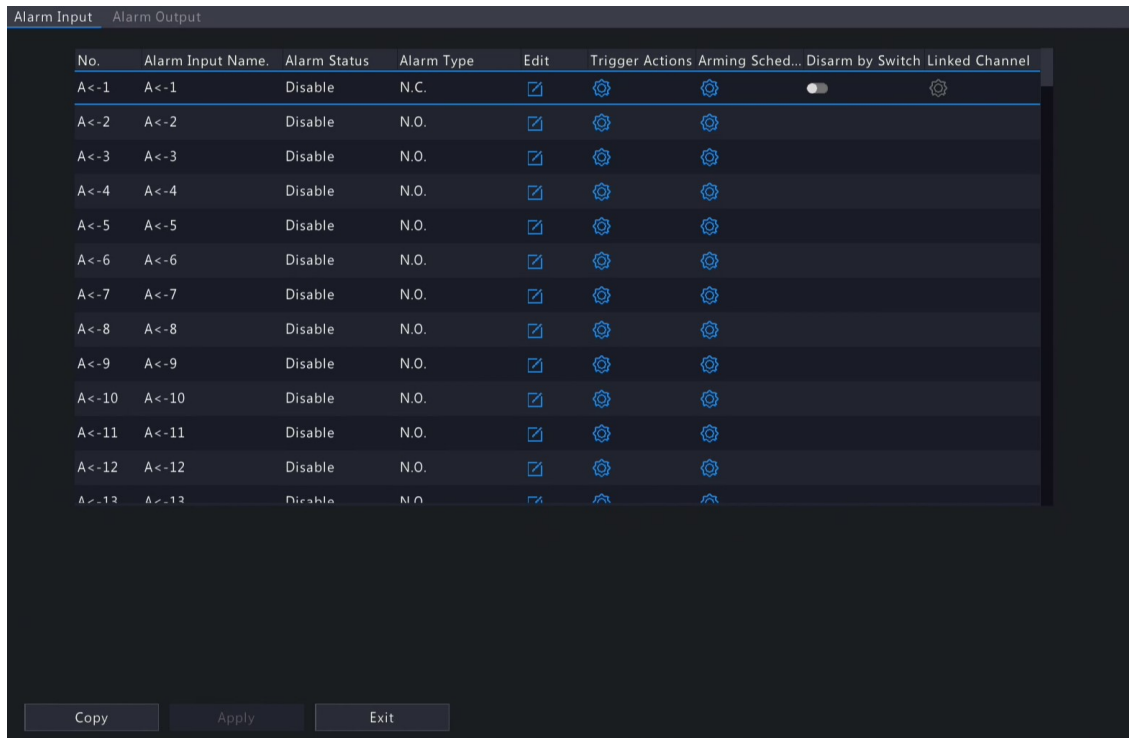 Alarm Input Alarm Output
No. Alarm Input Name. Alarm Status Alarm Type Edit Trigger Actions Arming Sched... Disarm by Switch Linked Channel
A<-1 A<-1 Disable N.C.
A<-2 A<-2 Disable N.O.
A<-3 A<-3 Disable N.O.
A<-4 A<-4 Disable N.O.
A<-5 A<-5 Disable N.O.
A<-6 A<-6 Disable N.O.
A<-7 A<-7 Disable N.O.
A<-8 A<-8 Disable N.O.
A<-9 A<-9 Disable N.O.
A<-10 A<-10 Disable N.O.
A<-11 A<-11 Disable N.O.
A<-12 A<-12 Disable N.O.
A<-13 A<-13 Disable N.O.
Copy Apply Exit